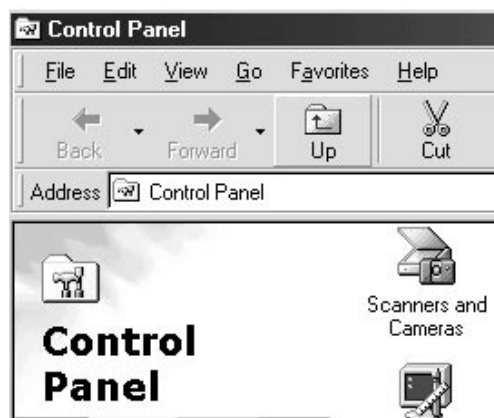 Control Panel
File Edit View Go Favorites Help
Back Forward Up Cut
Address Control Panel
Scanners and
Cameras
Control
Panel